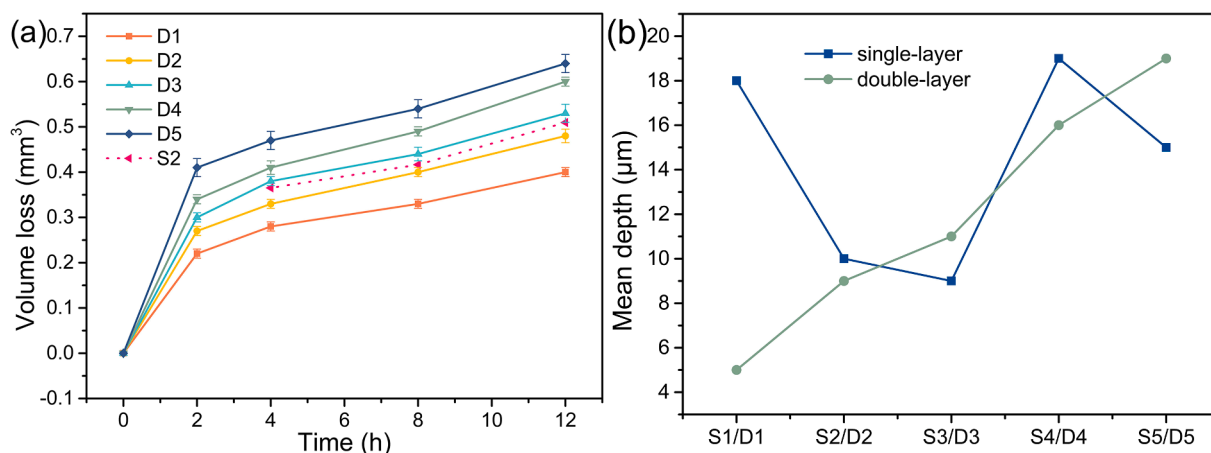 (a)
D1
D2
D3
D4
D5
S2
Volume loss (mm³)
0.7
0.6
0.5
0.4
0.3
0.2
0.1
0.0
-0.1
0 2 4 6 8 10 12
Time (h)
(b)
single-layer
double-layer
Mean depth (μm)
20
18
16
14
12
10
8
6
4
S1/D1 S2/D2 S3/D3 S4/D4 S5/D5